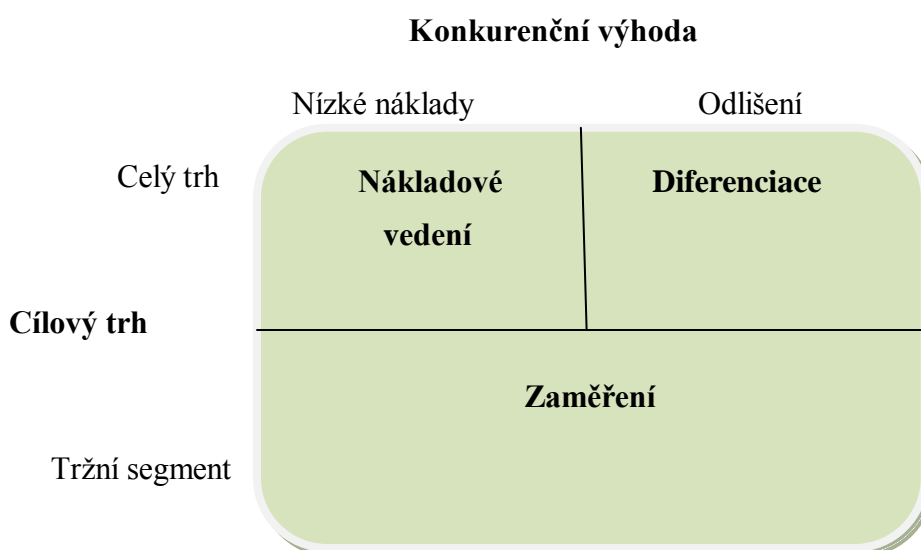 Konkurenční výhoda
Nízké náklady
Odlišení
Celý trh
Nákladové
vedení
Diferenciace
Cílový trh
Zaměření
Tržní segment